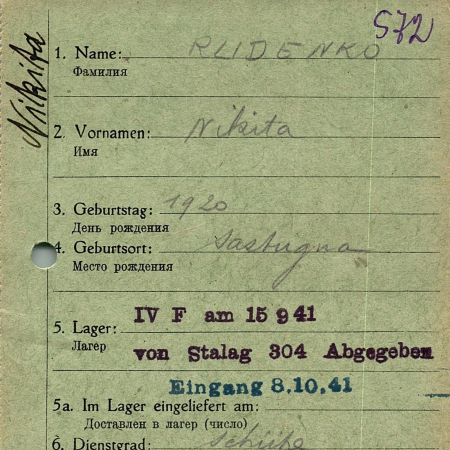 572
Nikita
1. Name: RUDENKO
Фамилия
2. Vornamen: Nikita
Имя
3. Geburtstag: 1920
День рождения
4. Geburtsort:
Место рождения
IV F am 15 9 41
5. Lager:
Лагерь
von Stalag 304 Abgegeben
Eingang 8.10.41
5a. Im Lager eingeliefert am:
Доставлен в лагерь (число)
6. Dienstgrad: Schütze